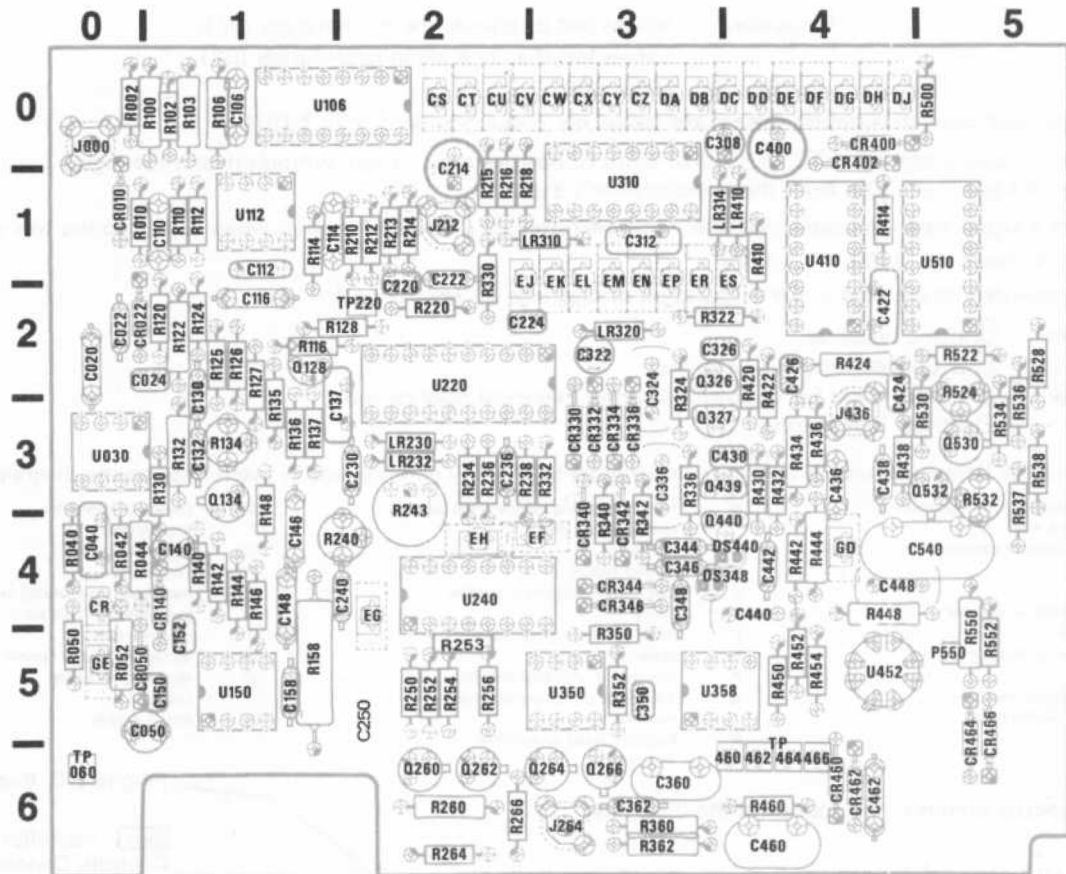 0 1 2 3 4 5
0
R002 R100 R102 R103 R106 C106 U106 CS CT CU CV CW CX CY CZ DA DB DC DD DE DF DG DH DJ R500
J000 C214 C308 C400 CR400
CR402
CR010 R215 R216 R218 U310
1
R010 C110 R110 R112 U112 R114 C114 R210 R212 R213 R214 J212 LR314 LR410 R414
LR310 C312 R410 U410 U510
C112 C220 C222 R330 EJ EK EL EM EN EP ER ES
C116 TP220 R220 C422
2
C022 CR022 R120 R122 R124 R128 C224 LR320 R322
C020 R125 R126 R116 U220 C322 C324 C326 R424 R522 R528
C024 C130 R127 Q128 R324 Q326 R420 R422 C426 C424 R524
R135 C137 CR330 CR332 CR334 CR336 Q327 J436 R530 R534 R536
3
U030 R132 C132 R134 R136 R137 LR230 R434 R436 Q530
R130 C230 LR232 R234 R236 C236 R238 R332 C336 R336 C430 R430 R432 C436 C438 R438 R538
Q134 R148 R243 Q439 Q532 R532 R537
C146 EH EF CR340 R340 CR342 R342 Q440
4
R040 C040 R042 R044 C140 R140 R142 R240 C344 DS440 C442 R442 R444 GD C540
CR140 R144 R146 C148 C240 U240 C346 DS348 C448
CR EG CR344 C348 C440 R448
CR346 R550 R552
R050 C152 R158 R253 R350 R452 P550
5
GE R052 CR050 C150 U150 C158 R250 R252 R254 R256 U350 R352 C350 U358 R450 R454 U452
C050 C250 CR464 CR466
TP TP
060 Q260 Q262 Q264 Q266 460 462 464 466 CR460 CR462 C462
C360
6
R260 R266 J264 C362 R460
R360
R264 R362 C460